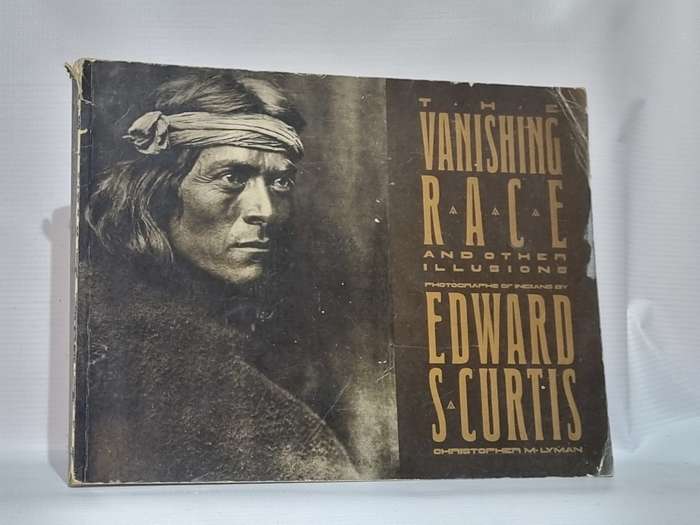 THE
VANISHING
RACE
AND OTHER
ILLUSIONS
PHOTOGRAPHS OF INDIANS BY
EDWARD
S. CURTIS
CHRISTOPHER M. LYMAN